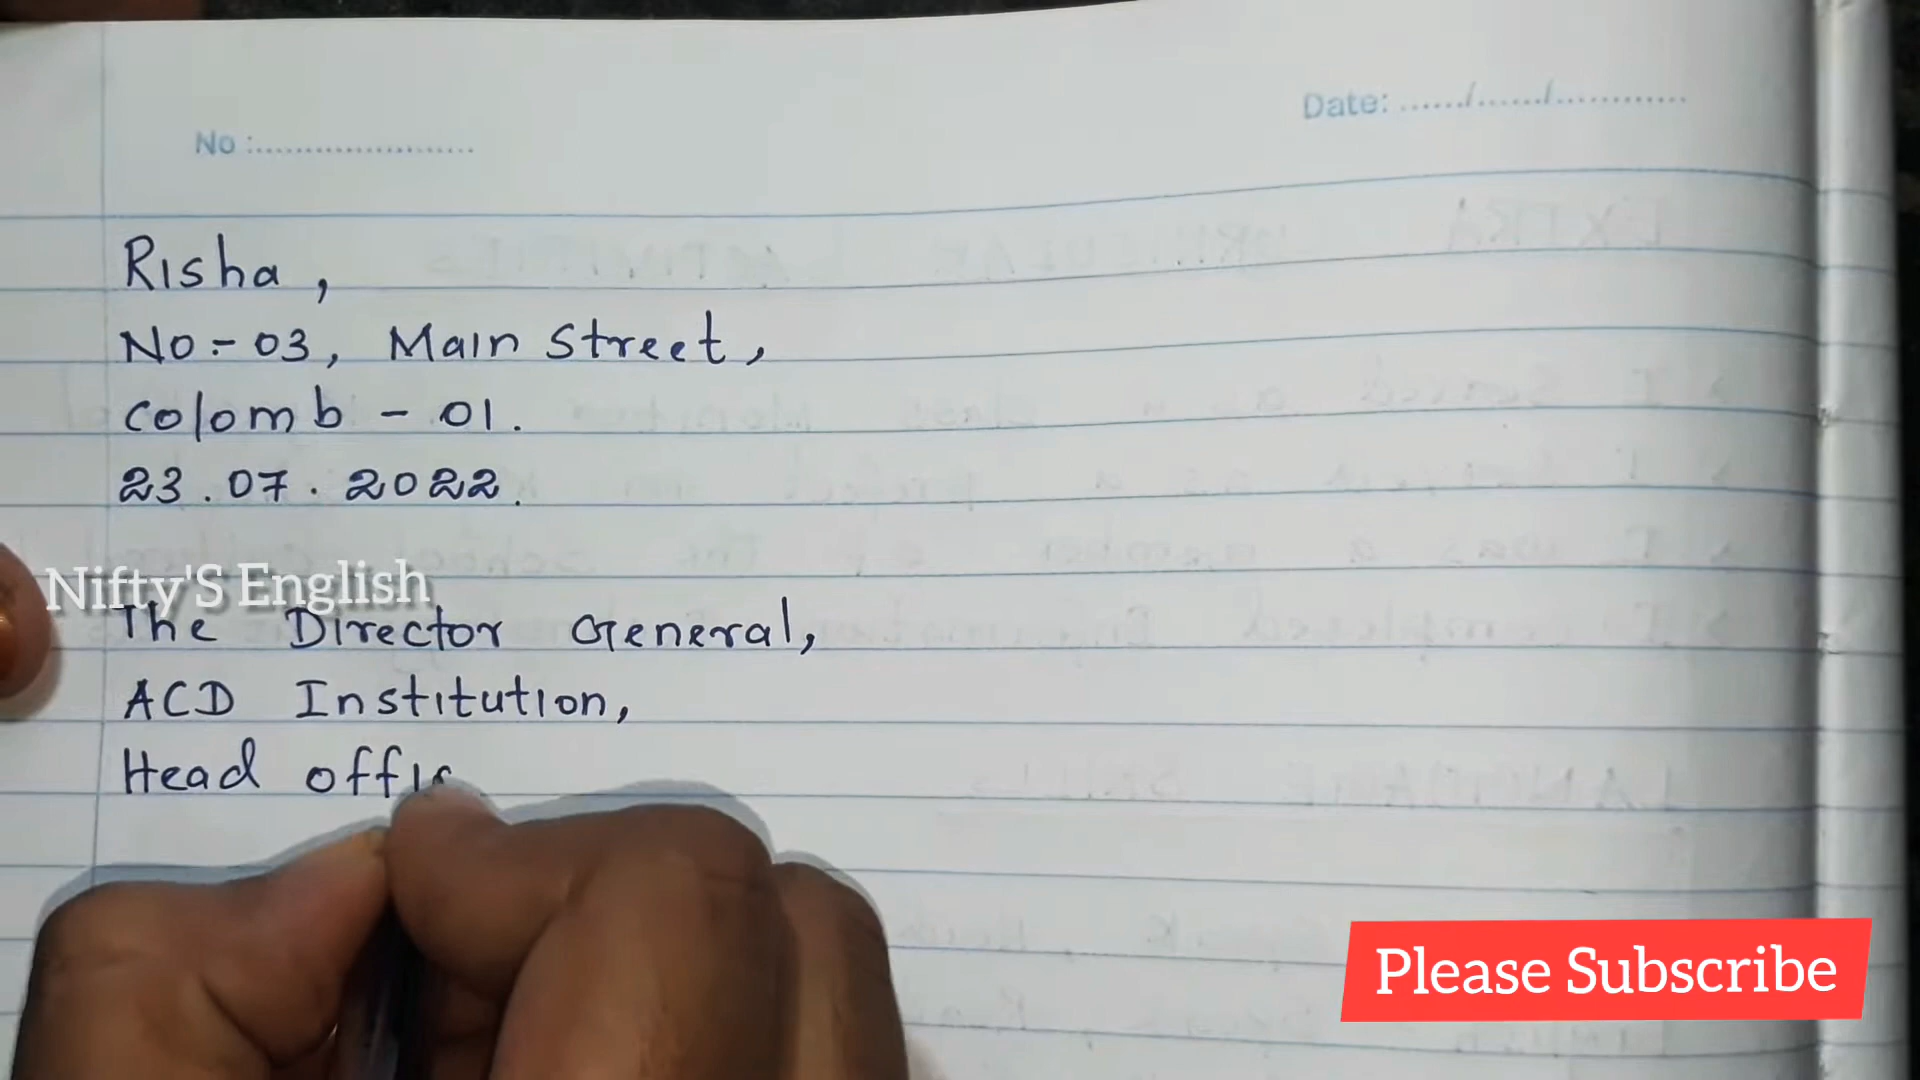 No :......................
Date: ....../....../............
Risha ,
No :- 03, Main Street,
Colomb - 01.
23.07.2022.
Nifty'S English
The Director General,
ACD Institution,
Head offic
Please Subscribe